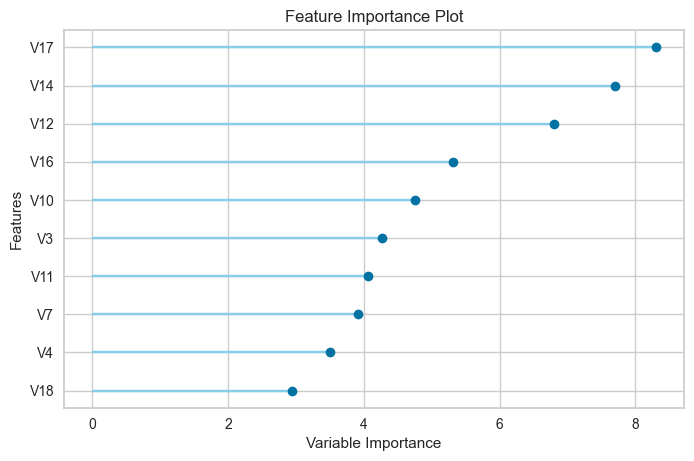 Feature Importance Plot
Features
V17
V14
V12
V16
V10
V3
V11
V7
V4
V18
0 2 4 6 8
Variable Importance